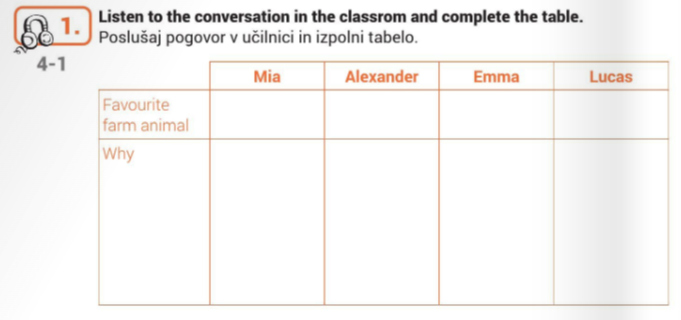 1.
Listen to the conversation in the classrom and complete the table.
Poslušaj pogovor v učilnici in izpolni tabelo.
4-1
Mia Alexander Emma Lucas
Favourite
farm animal
Why